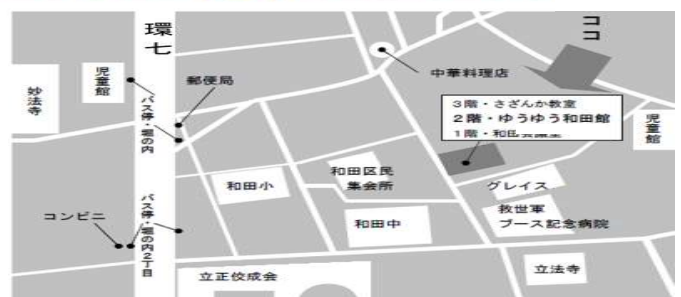 環七
ココ
妙法寺
児童館
郵便局
中華料理店
バス停・堀の内
3階・さざんか教室
2階・ゆうゆう和田館
1階・和田
児童館
和田小
和田区民
集会所
グレイス
コンビニ
バス停・堀の内2丁目
和田中
救世軍
ブース記念病院
立正佼成会
立法寺